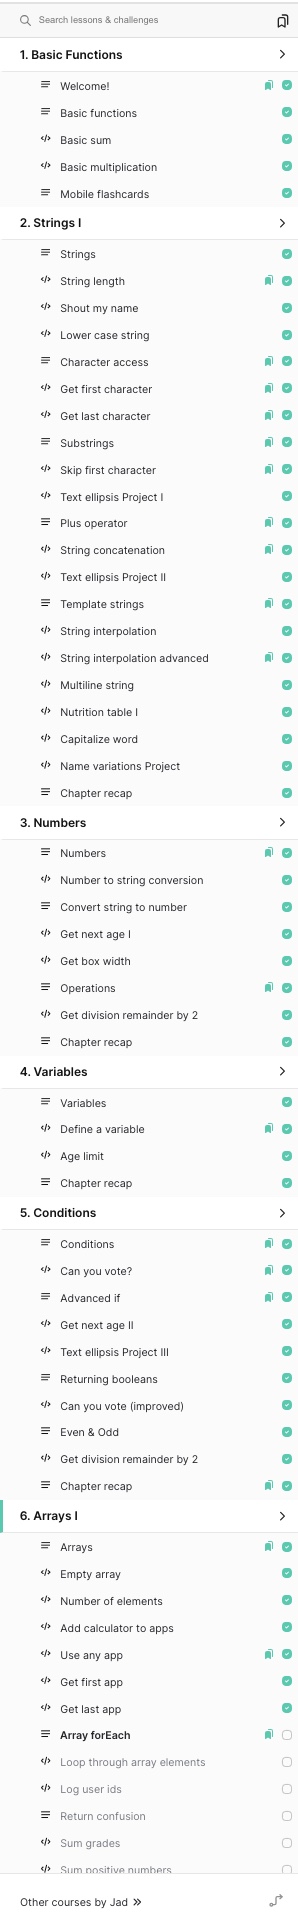 Search lessons & challenges
1. Basic Functions
Welcome!
Basic functions
Basic sum
Basic multiplication
Mobile flashcards
2. Strings I
Strings
String length
Shout my name
Lower case string
Character access
Get first character
Get last character
Substrings
Skip first character
Text ellipsis Project I
Plus operator
String concatenation
Text ellipsis Project II
Template strings
String interpolation
String interpolation advanced
Multiline string
Nutrition table I
Capitalize word
Name variations Project
Chapter recap
3. Numbers
Numbers
Number to string conversion
Convert string to number
Get next age I
Get box width
Operations
Get division remainder by 2
Chapter recap
4. Variables
Variables
Define a variable
Age limit
Chapter recap
5. Conditions
Conditions
Can you vote?
Advanced if
Get next age II
Text ellipsis Project III
Returning booleans
Can you vote (improved)
Even & Odd
Get division remainder by 2
Chapter recap
6. Arrays I
Arrays
Empty array
Number of elements
Add calculator to apps
Use any app
Get first app
Get last app
Array forEach
Loop through array elements
Log user ids
Return confusion
Sum grades
Sum positive numbers
Other courses by Jad »